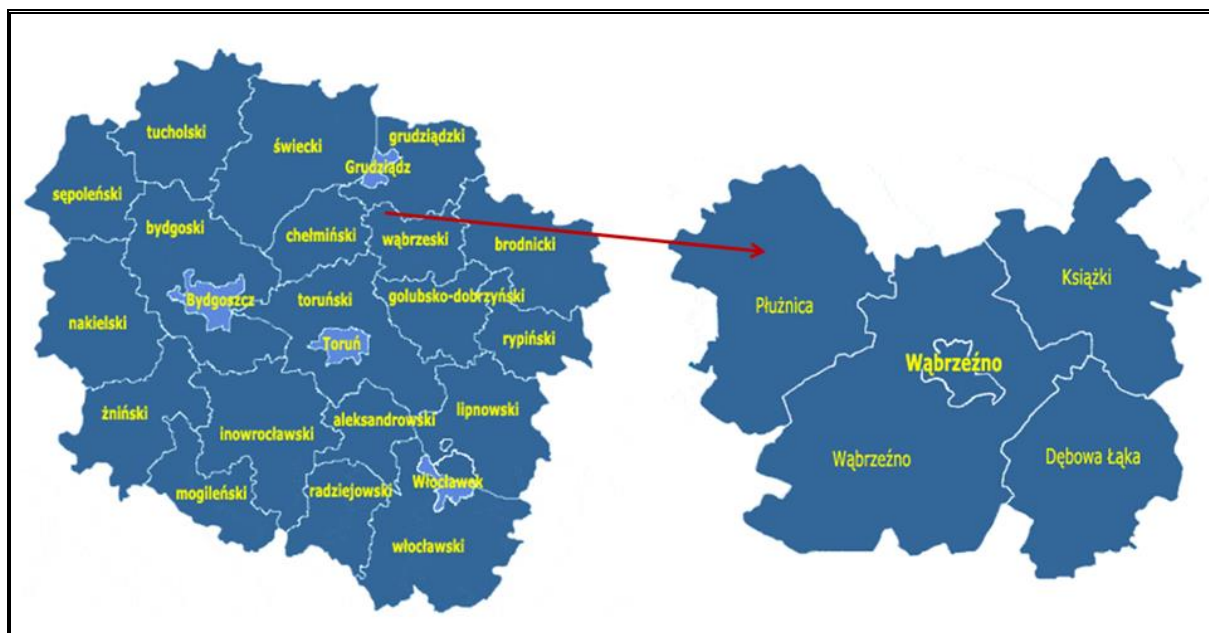 tucholski
świecki
grudziądzki
Grudziądz
sępoleński
bydgoski
chełmiński
wąbrzeski
brodnicki
Bydgoszcz
toruński
golubsko-dobrzyński
nakielski
Toruń
rypiński
żniński
inowrocławski
aleksandrowski
lipnowski
mogileński
radziejowski
Włocławek
włocławski
Płużnica
Książki
Wąbrzeźno
Wąbrzeźno
Dębowa Łąka